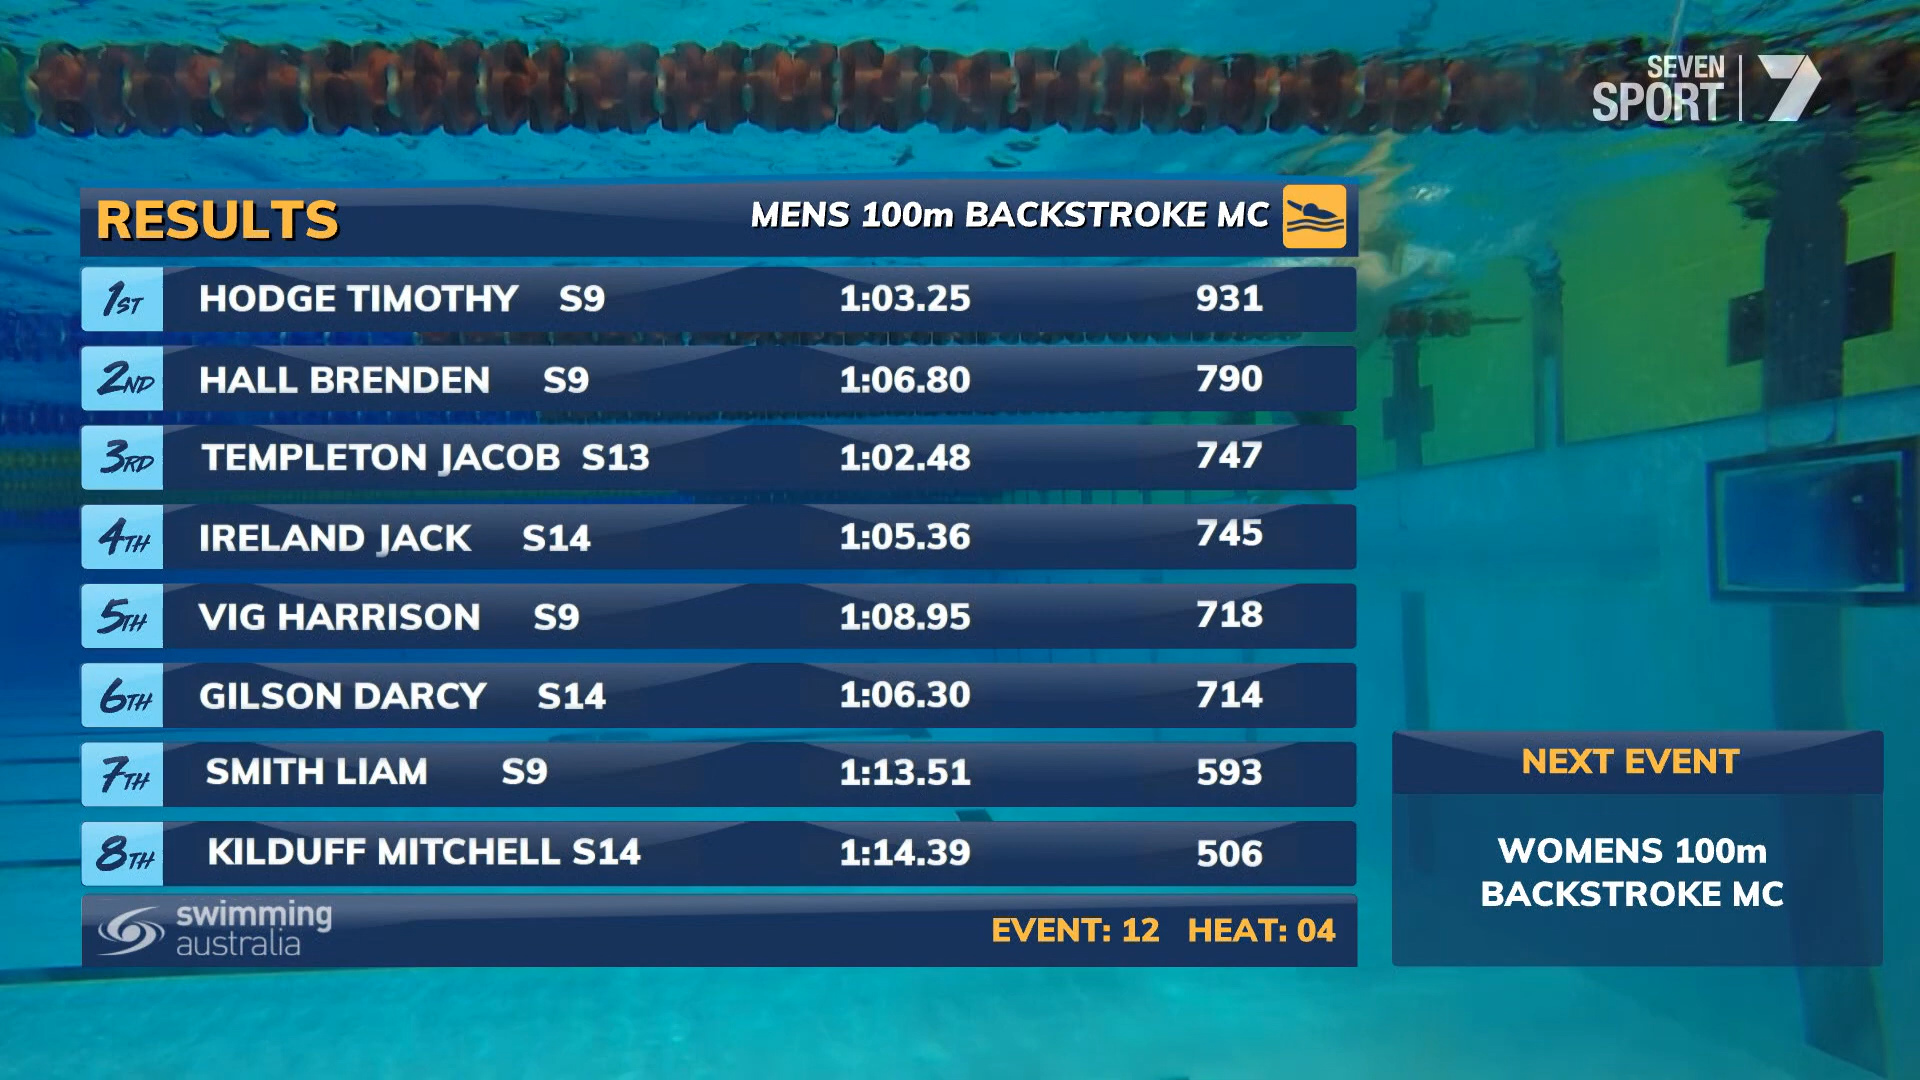 SEVEN
SPORT 7
RESULTS MENS 100m BACKSTROKE MC
1ST HODGE TIMOTHY S9 1:03.25 931
2ND HALL BRENDEN S9 1:06.80 790
3RD TEMPLETON JACOB S13 1:02.48 747
4TH IRELAND JACK S14 1:05.36 745
5TH VIG HARRISON S9 1:08.95 718
6TH GILSON DARCY S14 1:06.30 714
7TH SMITH LIAM S9 1:13.51 593
8TH KILDUFF MITCHELL S14 1:14.39 506
swimming
australia
EVENT: 12 HEAT: 04
NEXT EVENT
WOMENS 100m
BACKSTROKE MC